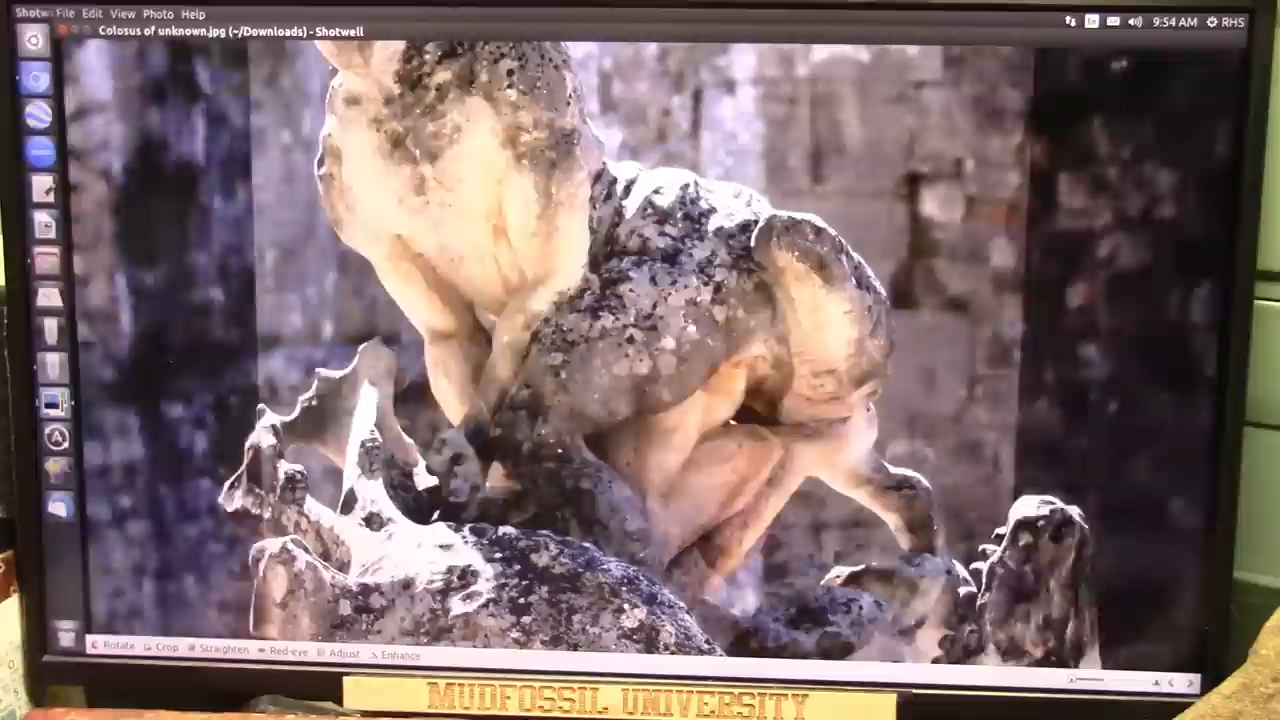 Shotw File Edit View Photo Help
9:54 AM RHS
En
Colosus of unknown.jpg (~/Downloads) - Shotwell
Rotate Crop Straighten Red-eye Adjust Enhance
MUDFOSSIL UNIVERSITY